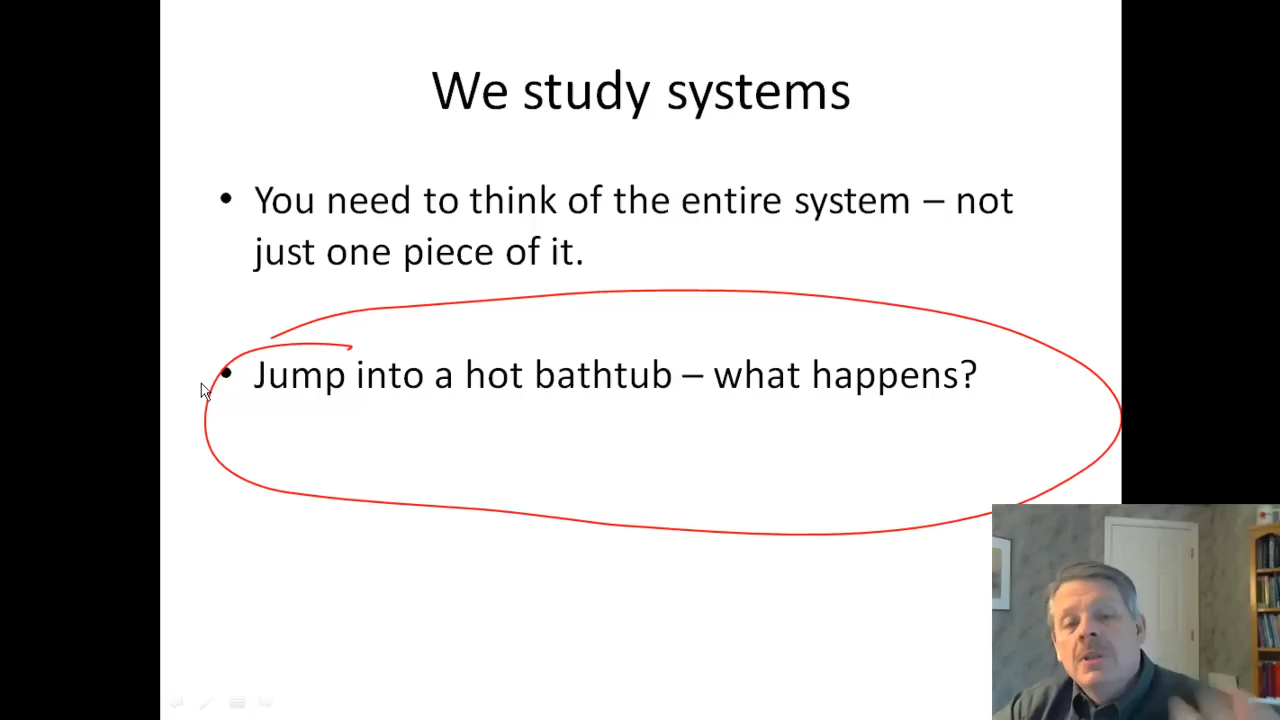 We study systems
• You need to think of the entire system – not
just one piece of it.
• Jump into a hot bathtub – what happens?